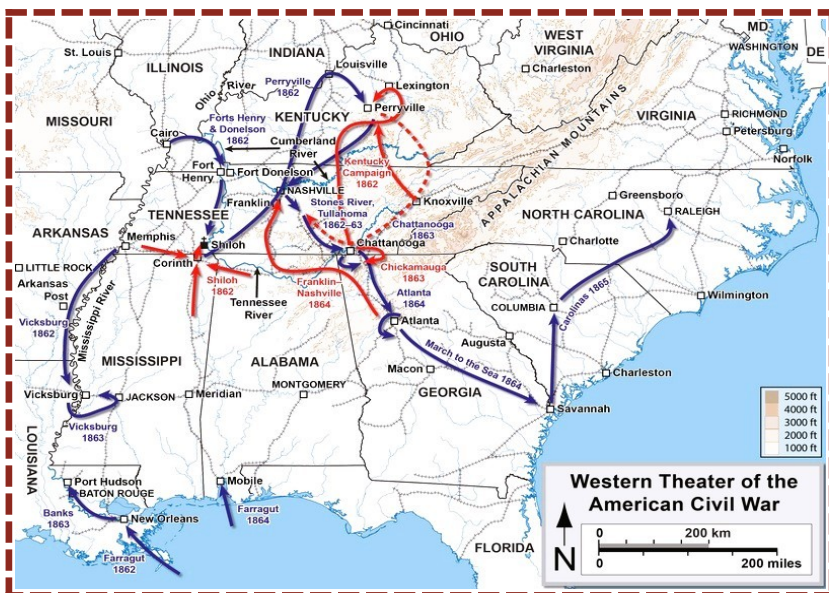 Cincinnati
OHIO
WEST
VIRGINIA
MD
WASHINGTON
DE
St. Louis
INDIANA
Louisville
ILLINOIS
Ohio River
Perryville
1862
Lexington
Charleston
Perryville
MISSOURI
KENTUCKY
VIRGINIA
RICHMOND
Petersburg
Norfolk
Cairo
Forts Henry
& Donelson
1862
Cumberland
River
APPALACHIAN MOUNTAINS
Fort
Henry
Fort Donelson
Kentucky
Campaign
1862
NASHVILLE
Franklin
Stones River,
Tullahoma
1862–63
Knoxville
Greensboro
RALEIGH
TENNESSEE
NORTH CAROLINA
Chattanooga
1863
ARKANSAS
Memphis
Shiloh
Chattanooga
Charlotte
Corinth
LITTLE ROCK
Arkansas
Post
Shiloh
1862
Tennessee
River
Franklin-
Nashville
1864
Chickamauga
1863
SOUTH
CAROLINA
Atlanta
1864
COLUMBIA
Carolinas 1865
Wilmington
Vicksburg
1862
Mississippi River
Atlanta
Augusta
MISSISSIPPI
ALABAMA
March to the Sea 1864
Macon
Charleston
MONTGOMERY
GEORGIA
Vicksburg
JACKSON
Meridian
Savannah
5000 ft
4000 ft
3000 ft
2000 ft
1000 ft
Vicksburg
1863
LOUISIANA
Port Hudson
BATON ROUGE
Mobile
Banks
1863
New Orleans
Farragut
1864
Farragut
1862
FLORIDA
Western Theater of the
American Civil War
N
0
200 km
0
200 miles